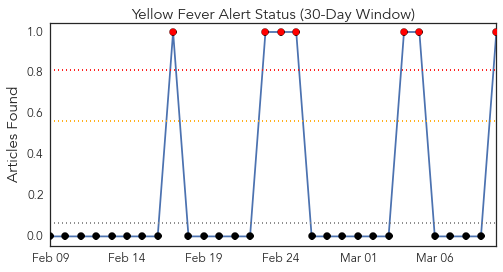 Yellow Fever Alert Status (30-Day Window)
Articles Found
1.0
0.8
0.6
0.4
0.2
0.0
Feb 09 Feb 14 Feb 19 Feb 24 Mar 01 Mar 06